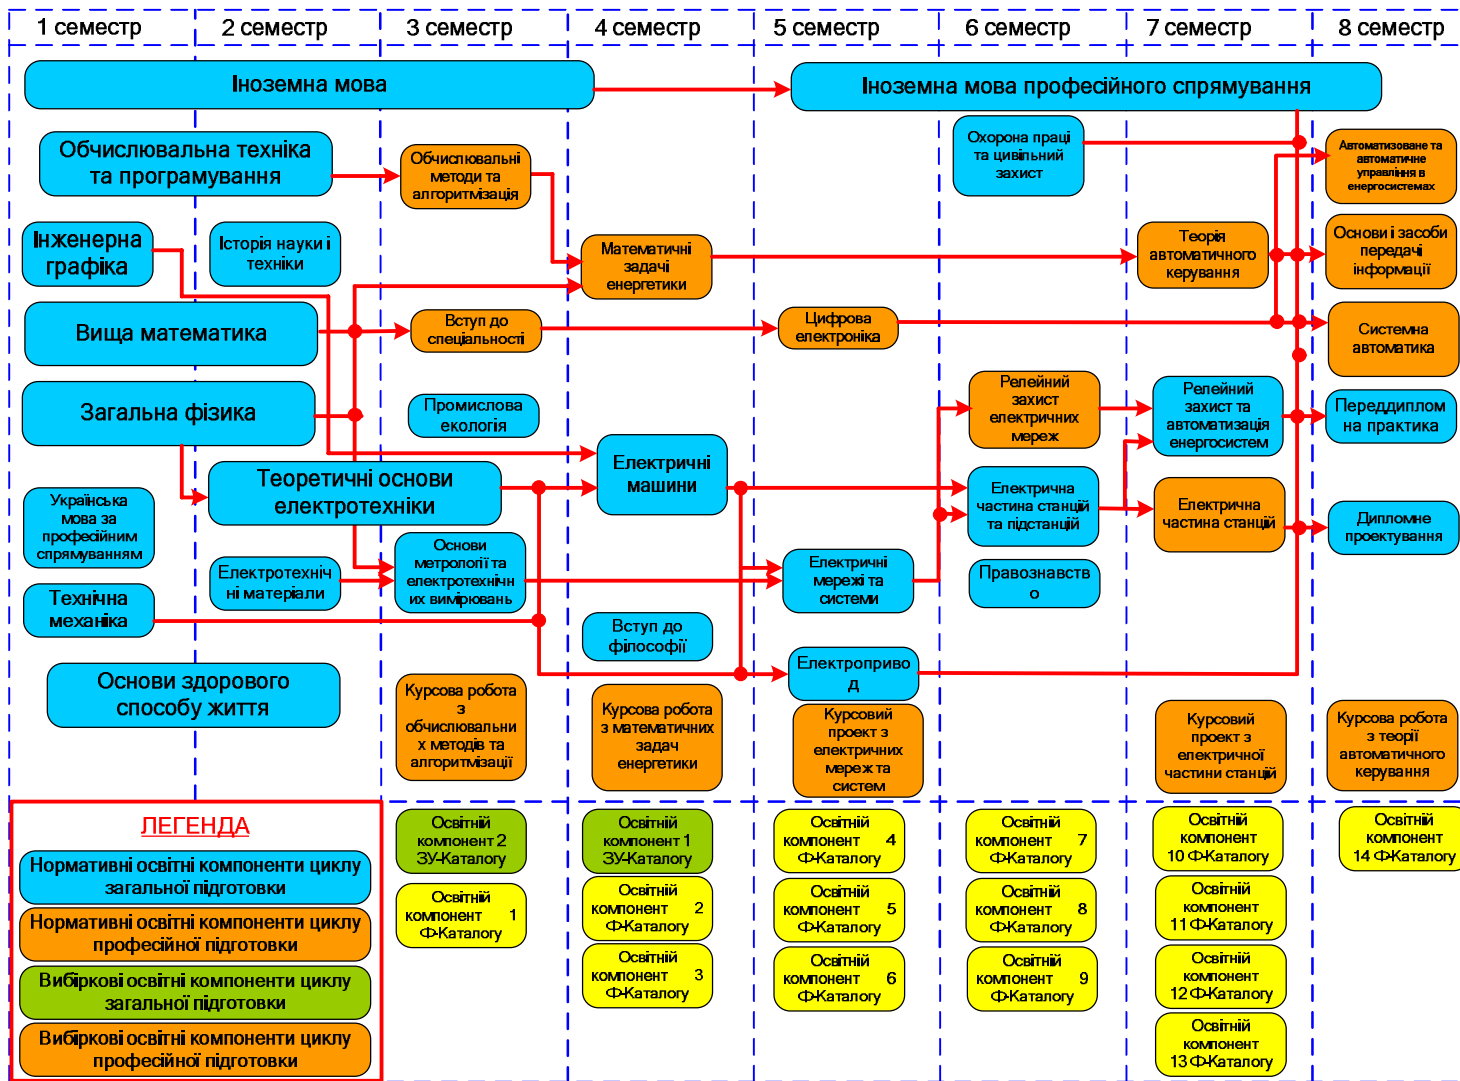 1 семестр
2 семестр
3 семестр
4 семестр
5 семестр
6 семестр
7 семестр
8 семестр
Іноземна мова
Іноземна мова професійного спрямування
Обчислювальна техніка
та програмування
Обчислювальні
методи та
алгоритмізація
Охорона праці
та цивільний
захист
Автоматизоване та
автоматичне
управління в
енергосистемах
Інженерна
графіка
Історія науки і
техніки
Математичні
задачі
енергетики
Теорія
автоматичного
керування
Основи і засоби
передачі
інформації
Вища математика
Вступ до
спеціальності
Цифрова
електроніка
Системна
автоматика
Загальна фізика
Промислова
екологія
Релейний
захист
електричних
мереж
Релейний
захист та
автоматизація
енергосистем
Переддиплом
на практика
Теоретичні основи
електротехніки
Електричні
машини
Електрична
частина станцій
та підстанцій
Електрична
частина станцій
Дипломне
проектування
Українська
мова за
професійним
спрямуванням
Електротехніч
ні матеріали
Основи
метрології та
електротехнічн
их вимірювань
Електричні
мережі та
системи
Правознавств
о
Технічна
механіка
Вступ до
філософії
Електроприво
д
Основи здорового
способу життя
Курсова робота
з
обчислювальни
х методів та
алгоритмізації
Курсова робота
з математичних
задач
енергетики
Курсовий
проект з
електричних
мереж та
систем
Курсовий
проект з
електричної
частини станцій
Курсова робота
з теорії
автоматичного
керування
ЛЕГЕНДА
Нормативні освітні компоненти циклу
загальної підготовки
Нормативні освітні компоненти циклу
професійної підготовки
Вибіркові освітні компоненти циклу
загальної підготовки
Вибіркові освітні компоненти циклу
професійної підготовки
Освітній
компонент 2
ЗУ-Каталогу
Освітній
компонент 1
Ф-Каталогу
Освітній
компонент 1
ЗУ-Каталогу
Освітній
компонент 2
Ф-Каталогу
Освітній
компонент 3
Ф-Каталогу
Освітній
компонент 4
Ф-Каталогу
Освітній
компонент 5
Ф-Каталогу
Освітній
компонент 6
Ф-Каталогу
Освітній
компонент 7
Ф-Каталогу
Освітній
компонент 8
Ф-Каталогу
Освітній
компонент 9
Ф-Каталогу
Освітній
компонент
10 Ф-Каталогу
Освітній
компонент
11 Ф-Каталогу
Освітній
компонент
12 Ф-Каталогу
Освітній
компонент
13 Ф-Каталогу
Освітній
компонент
14 Ф-Каталогу